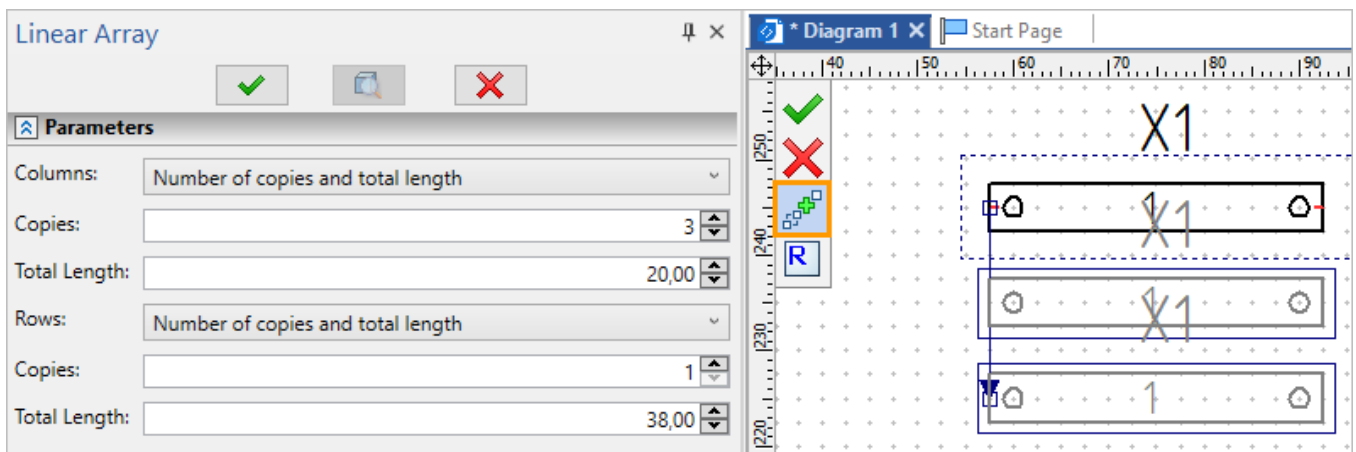 Linear Array
Parameters
Columns: Number of copies and total length
Copies: 3
Total Length: 20,00
Rows: Number of copies and total length
Copies: 1
Total Length: 38,00
* Diagram 1
Start Page
40 50 60 70 80 90
250
240
230
220
R
X1
1
X1
1
X1
1